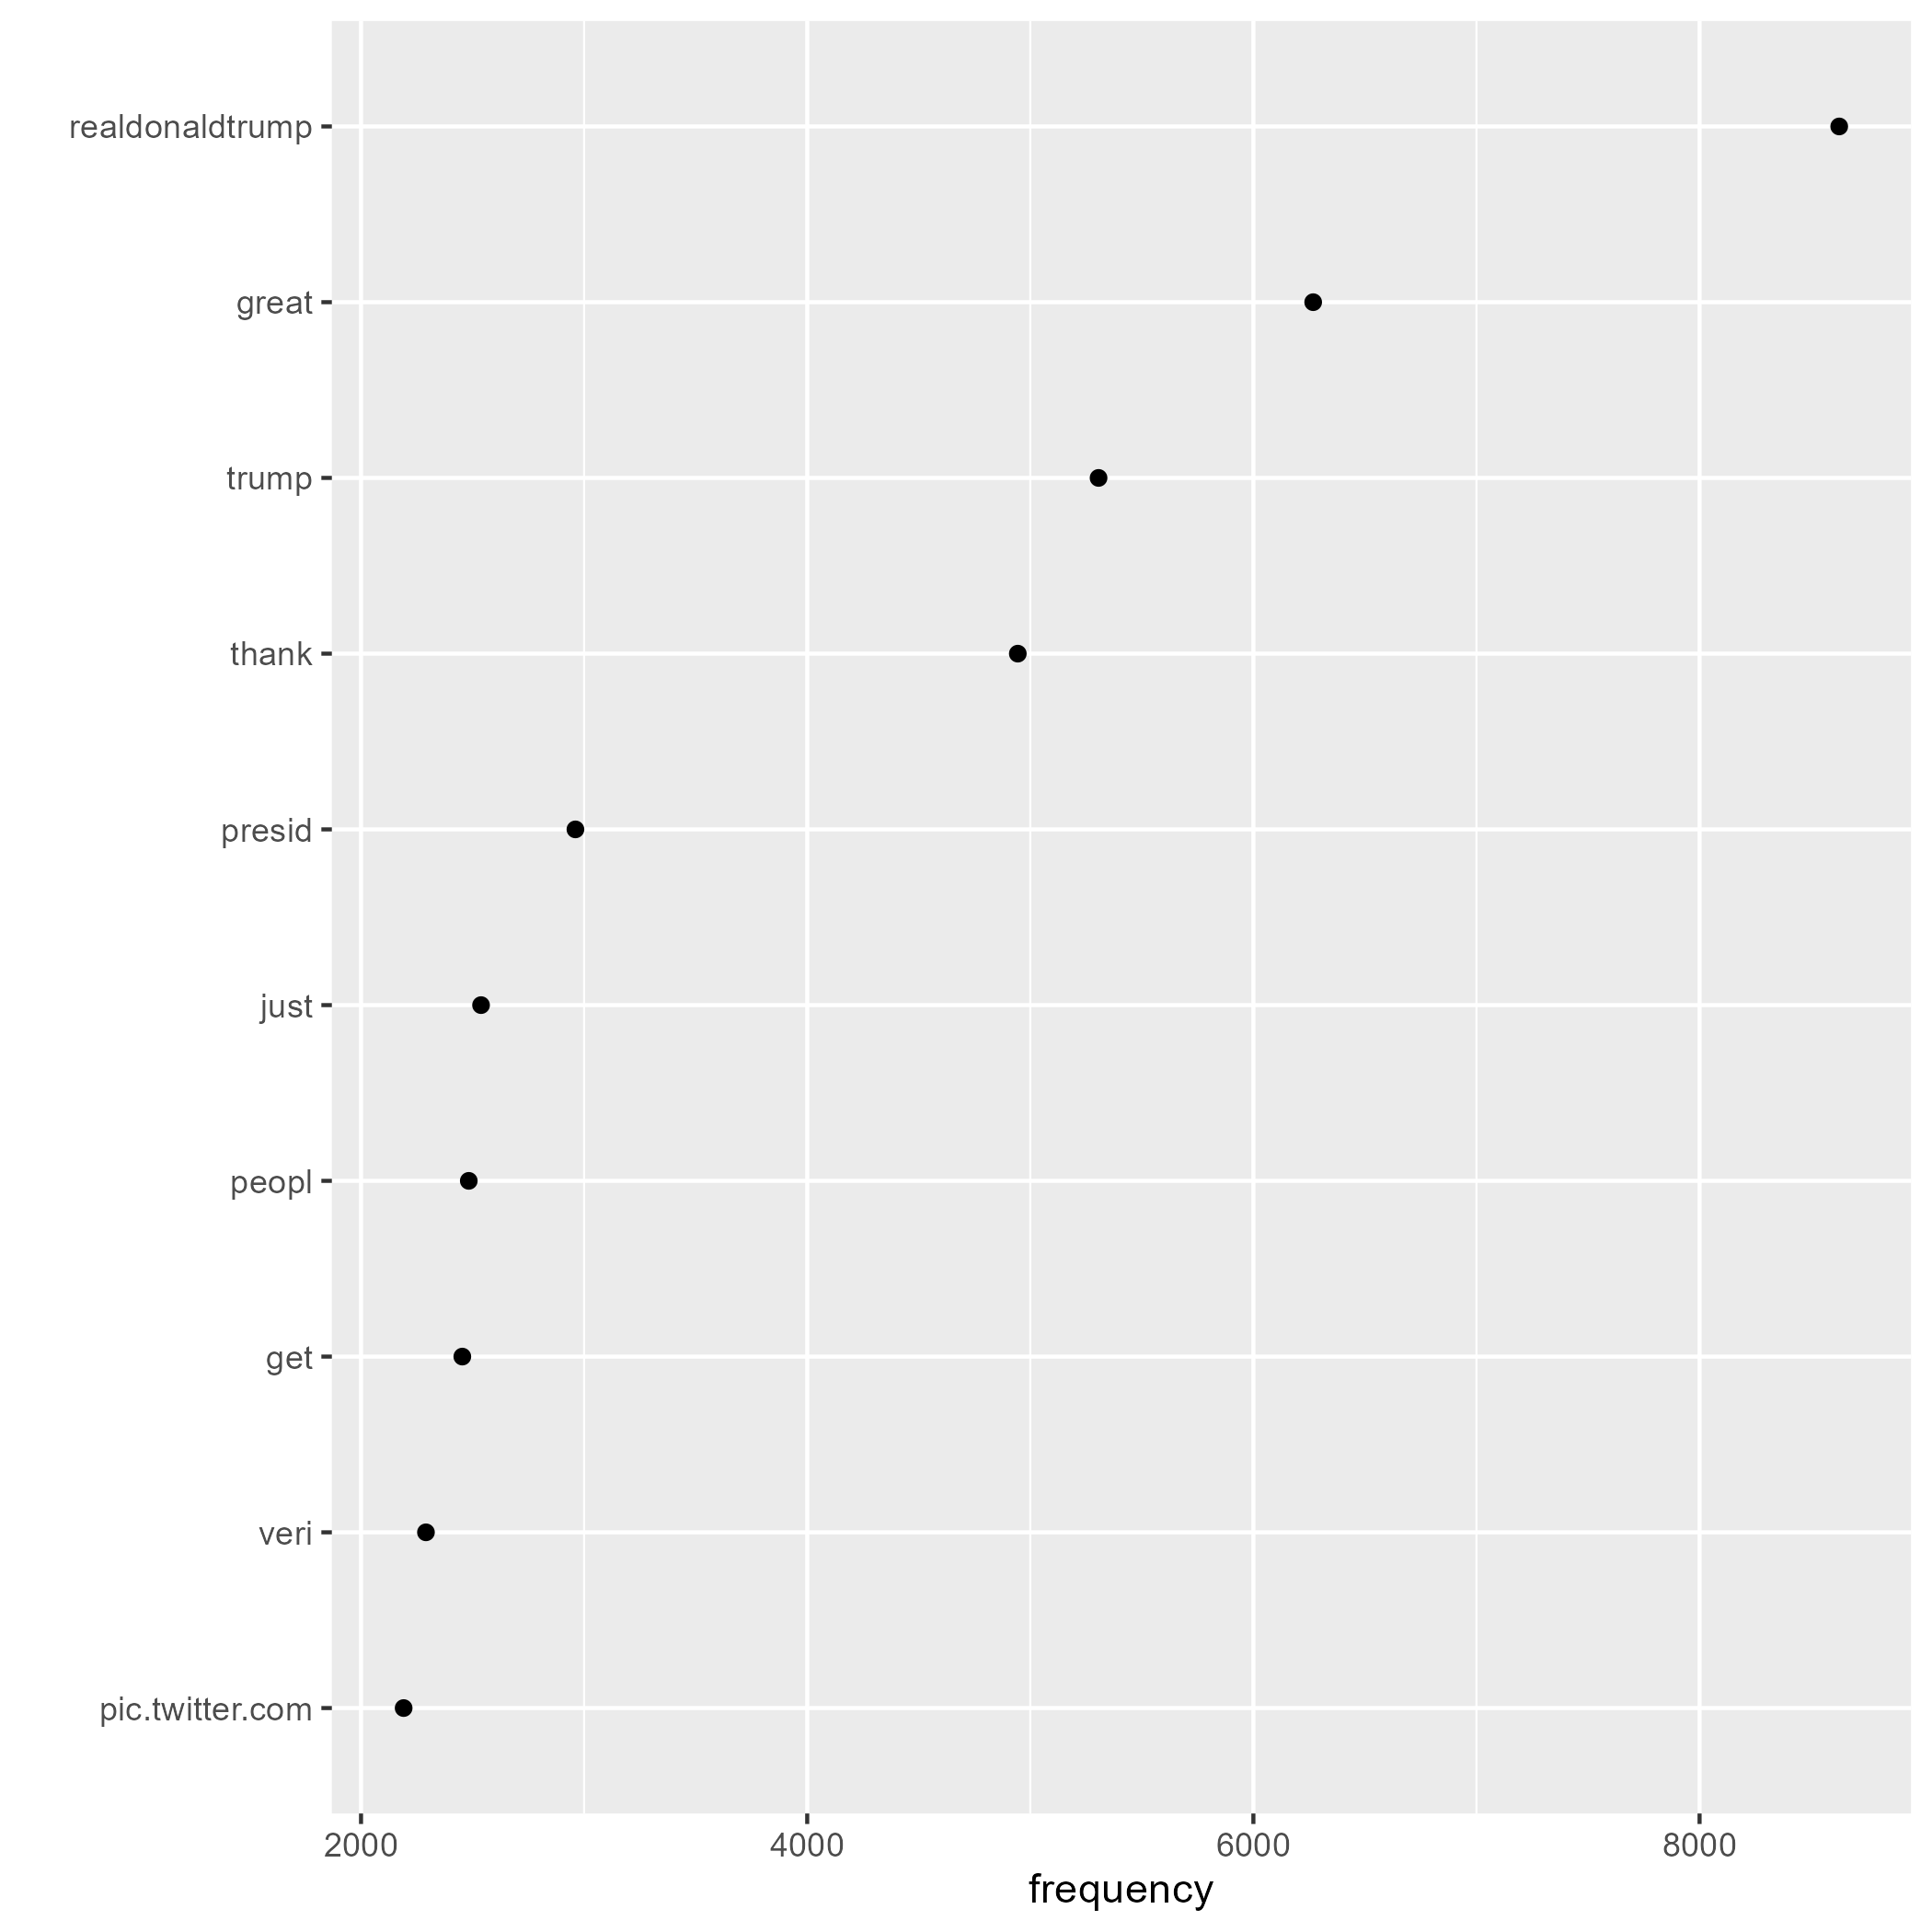 realdonaldtrump
great
trump
thank
presid
just
peopl
get
veri
pic.twitter.com
2000 4000 6000 8000
frequency